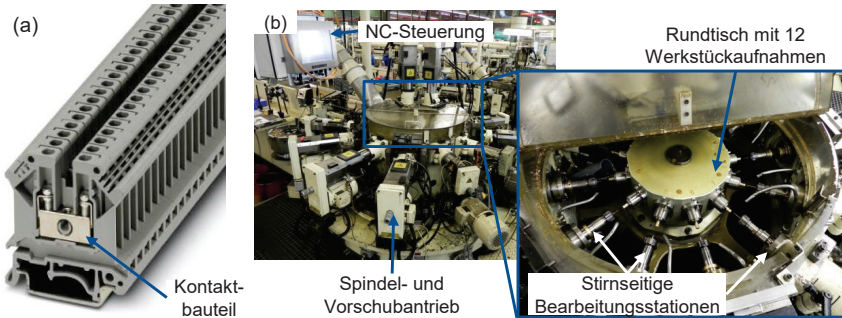 (a)
Kontakt-
bauteil
(b)
NC-Steuerung
Spindel- und
Vorschubantrieb
Rundtisch mit 12
Werkstückaufnahmen
Stirnseitige
Bearbeitungsstationen